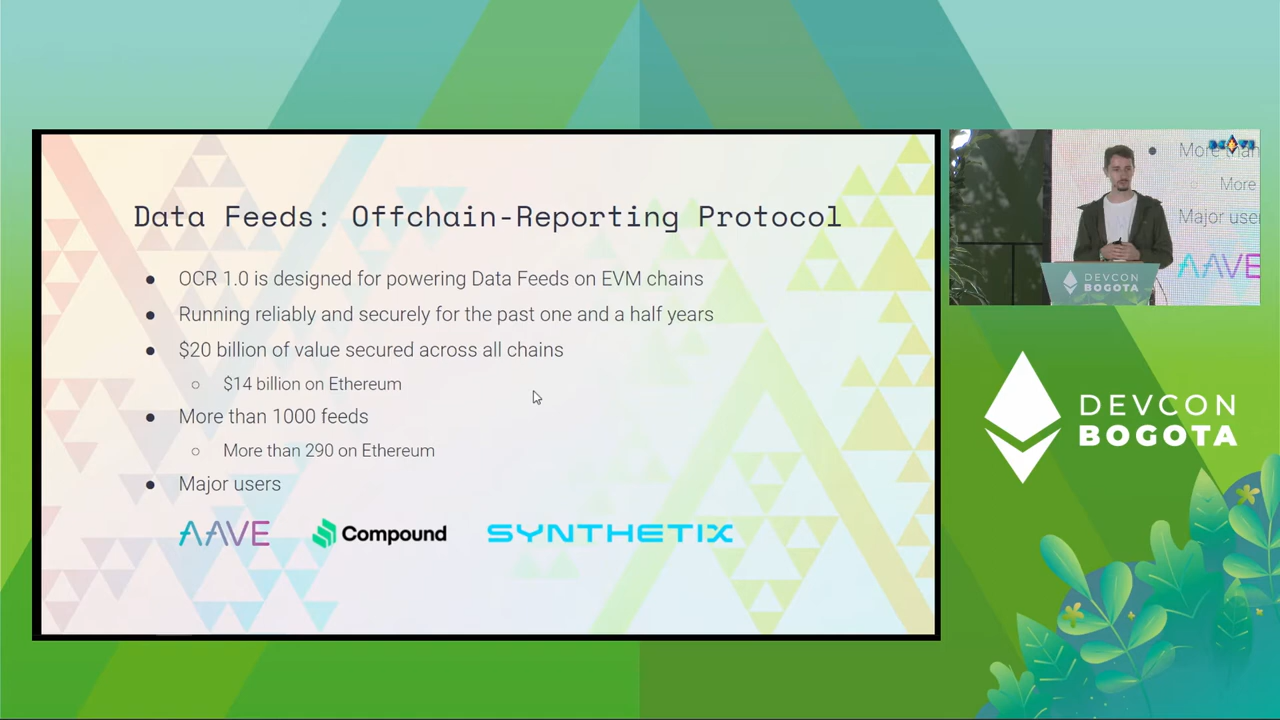 Data Feeds: Offchain-Reporting Protocol
● OCR 1.0 is designed for powering Data Feeds on EVM chains
● Running reliably and securely for the past one and a half years
● $20 billion of value secured across all chains
○ $14 billion on Ethereum
● More than 1000 feeds
○ More than 290 on Ethereum
● Major users
AAVE Compound SYNTHETIX
● More than
○ More
Major use
AAVE
DEVCON
BOGOTA
DEVCON
BOGOTA